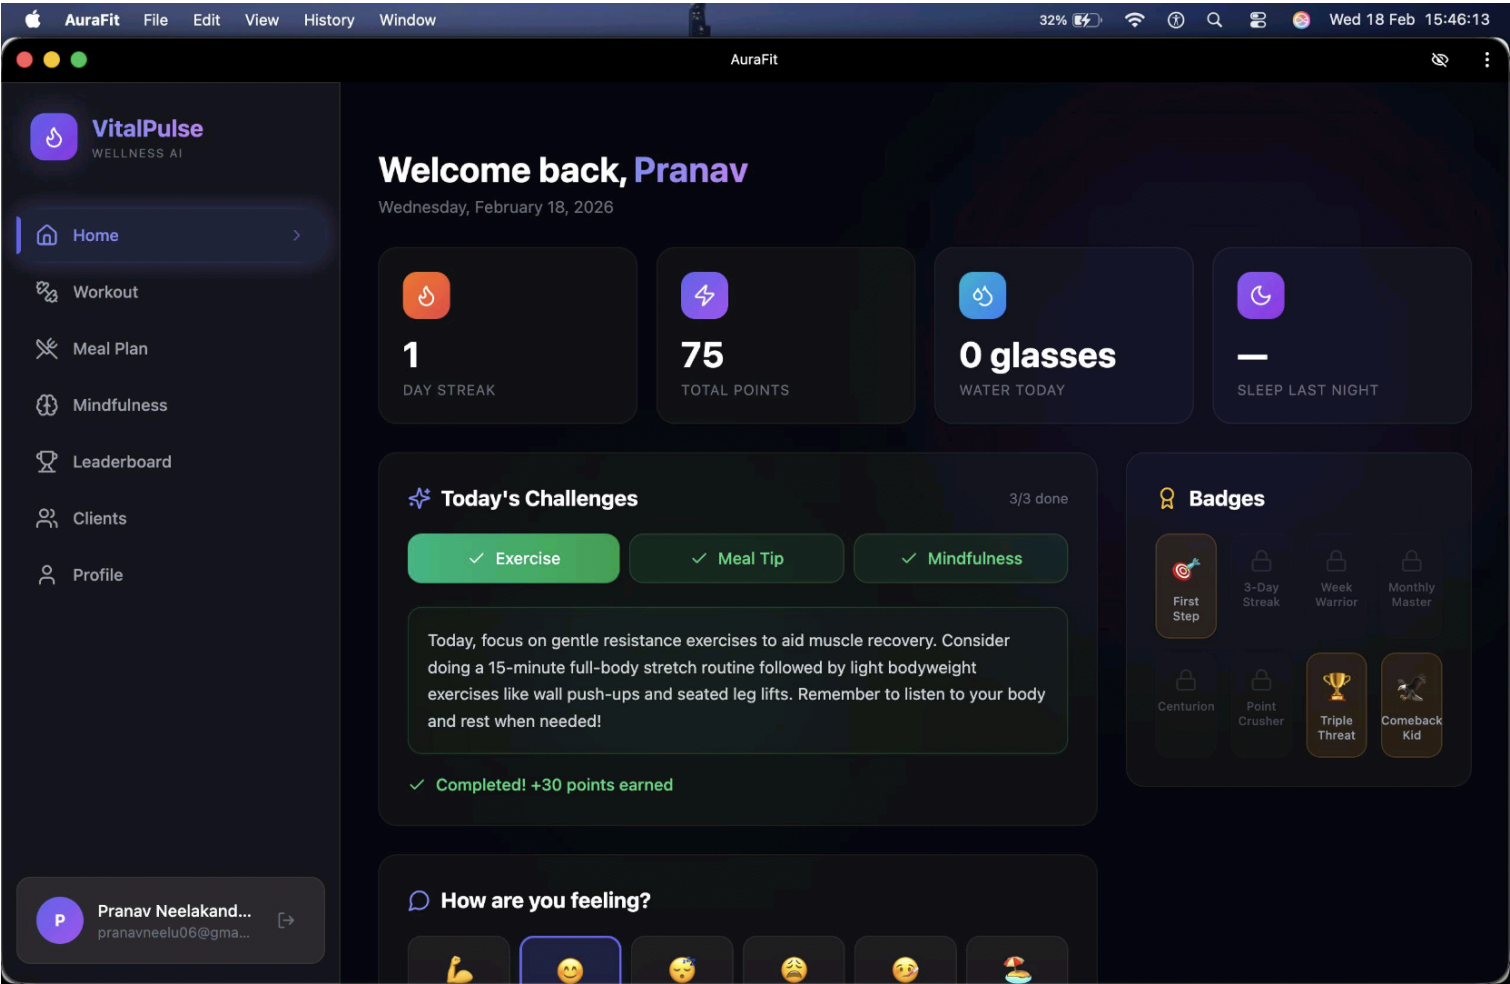 AuraFit File Edit View History Window 32% Wed 18 Feb 15:46:13
AuraFit
VitalPulse
WELLNESS AI
Home
Workout
Meal Plan
Mindfulness
Leaderboard
Clients
Profile
P
Pranav Neelakand...
pranavneelu06@gma...
Welcome back, Pranav
Wednesday, February 18, 2026
1
DAY STREAK
75
TOTAL POINTS
0 glasses
WATER TODAY
—
SLEEP LAST NIGHT
Today's Challenges
3/3 done
Exercise
Meal Tip
Mindfulness
Today, focus on gentle resistance exercises to aid muscle recovery. Consider
doing a 15-minute full-body stretch routine followed by light bodyweight
exercises like wall push-ups and seated leg lifts. Remember to listen to your body
and rest when needed!
Completed! +30 points earned
Badges
First
Step
3-Day
Streak
Week
Warrior
Monthly
Master
Centurion
Point
Crusher
Triple
Threat
Comeback
Kid
How are you feeling?